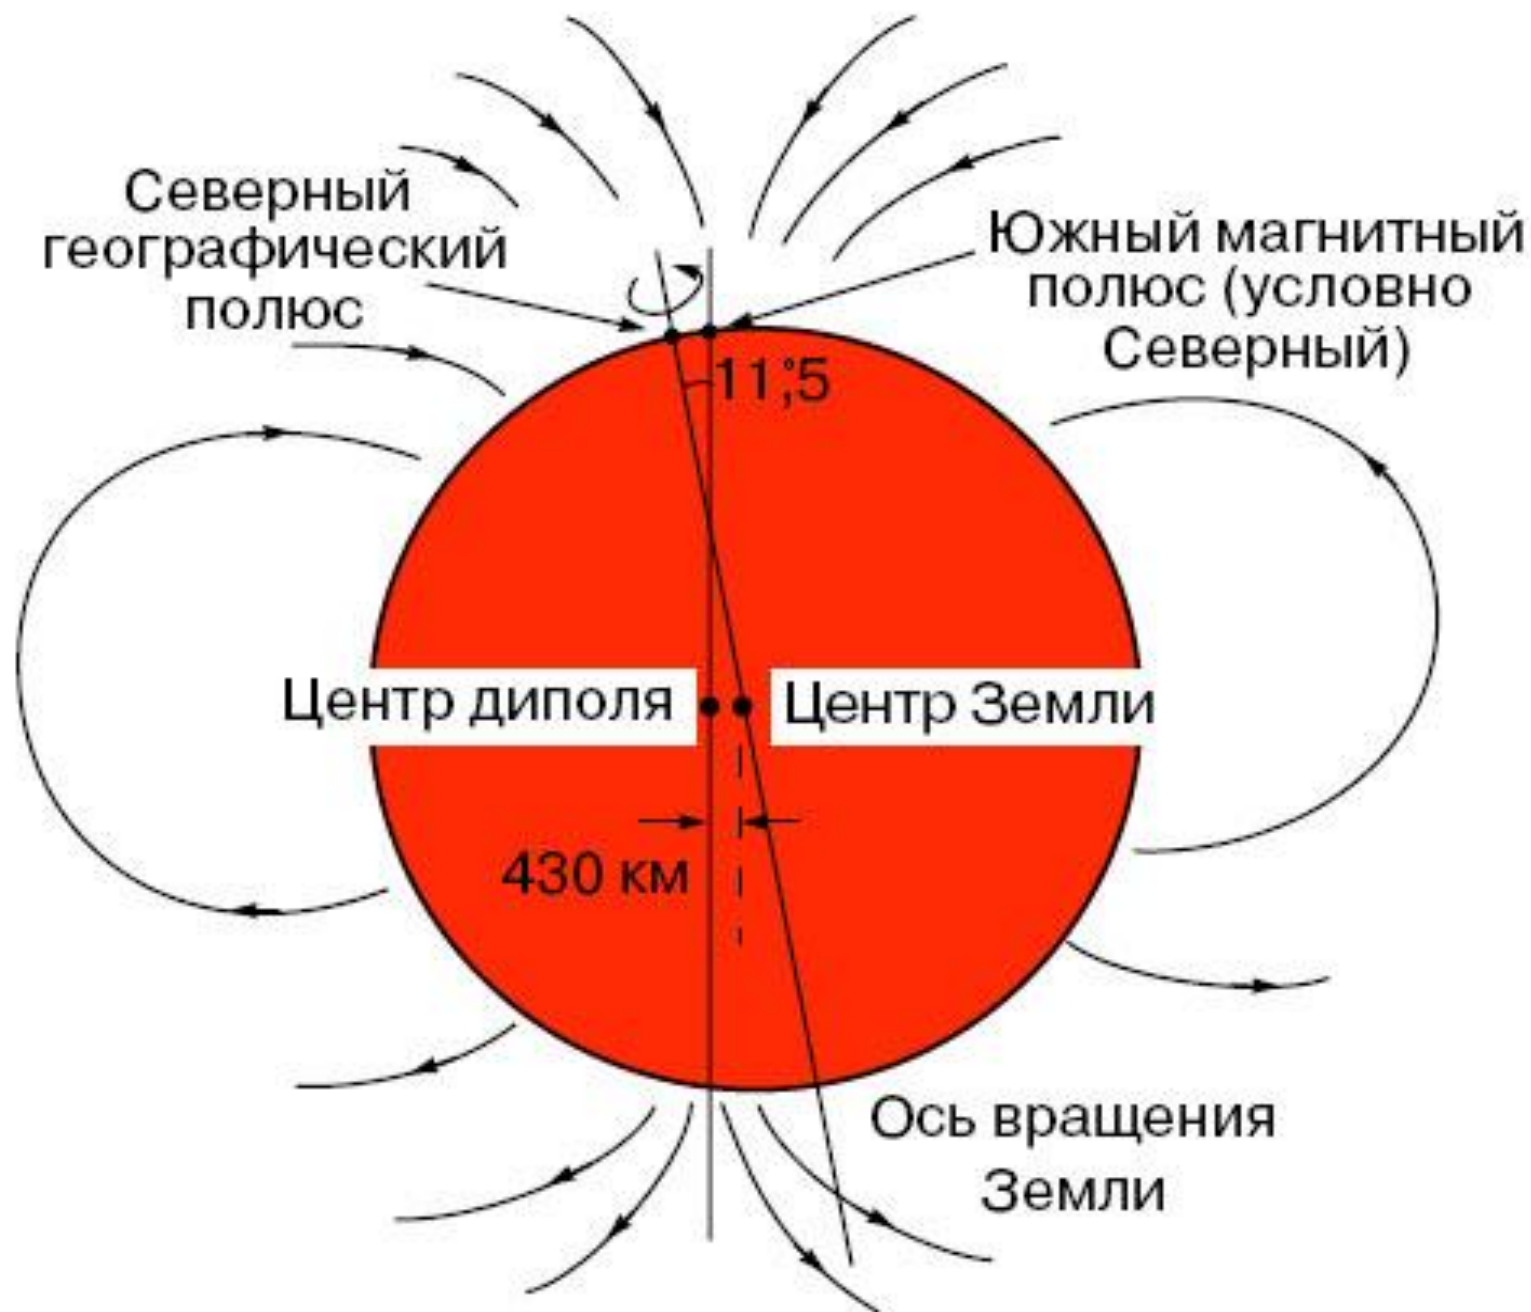 Северный
географический
полюс
Южный магнитный
полюс (условно
Северный)
11°,5
Центр диполя
Центр Земли
430 км
Ось вращения
Земли